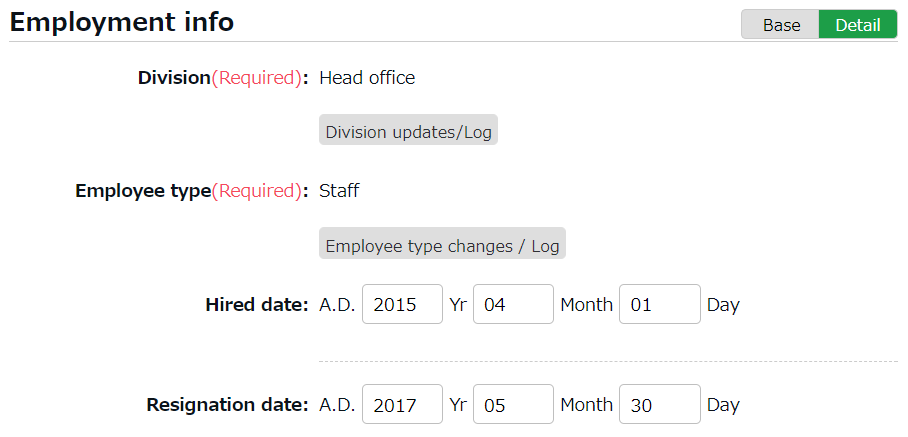 Employment info
Base Detail
Division(Required): Head office
Division updates/Log
Employee type(Required): Staff
Employee type changes / Log
Hired date: A.D. 2015 Yr 04 Month 01 Day
Resignation date: A.D. 2017 Yr 05 Month 30 Day